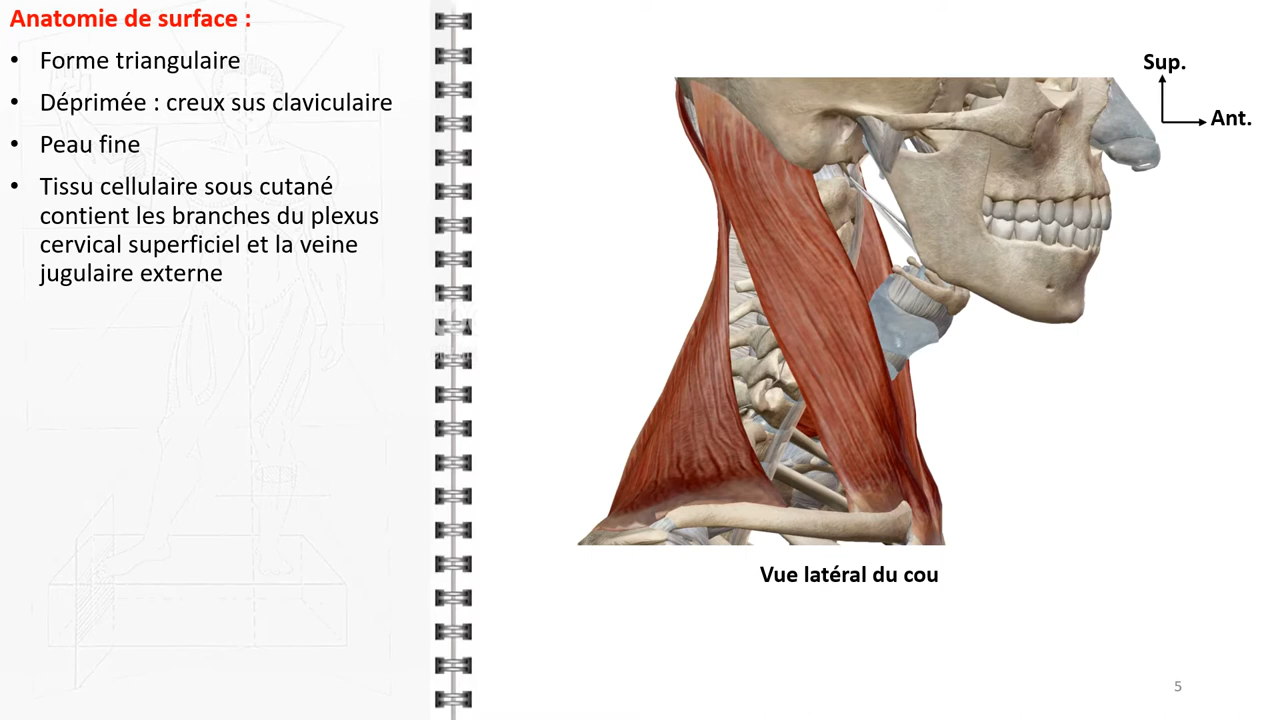 Anatomie de surface :
• Forme triangulaire
• Déprimée : creux sus claviculaire
• Peau fine
• Tissu cellulaire sous cutané
contient les branches du plexus
cervical superficiel et la veine
jugulaire externe
Sup.
Ant.
Vue latéral du cou
5